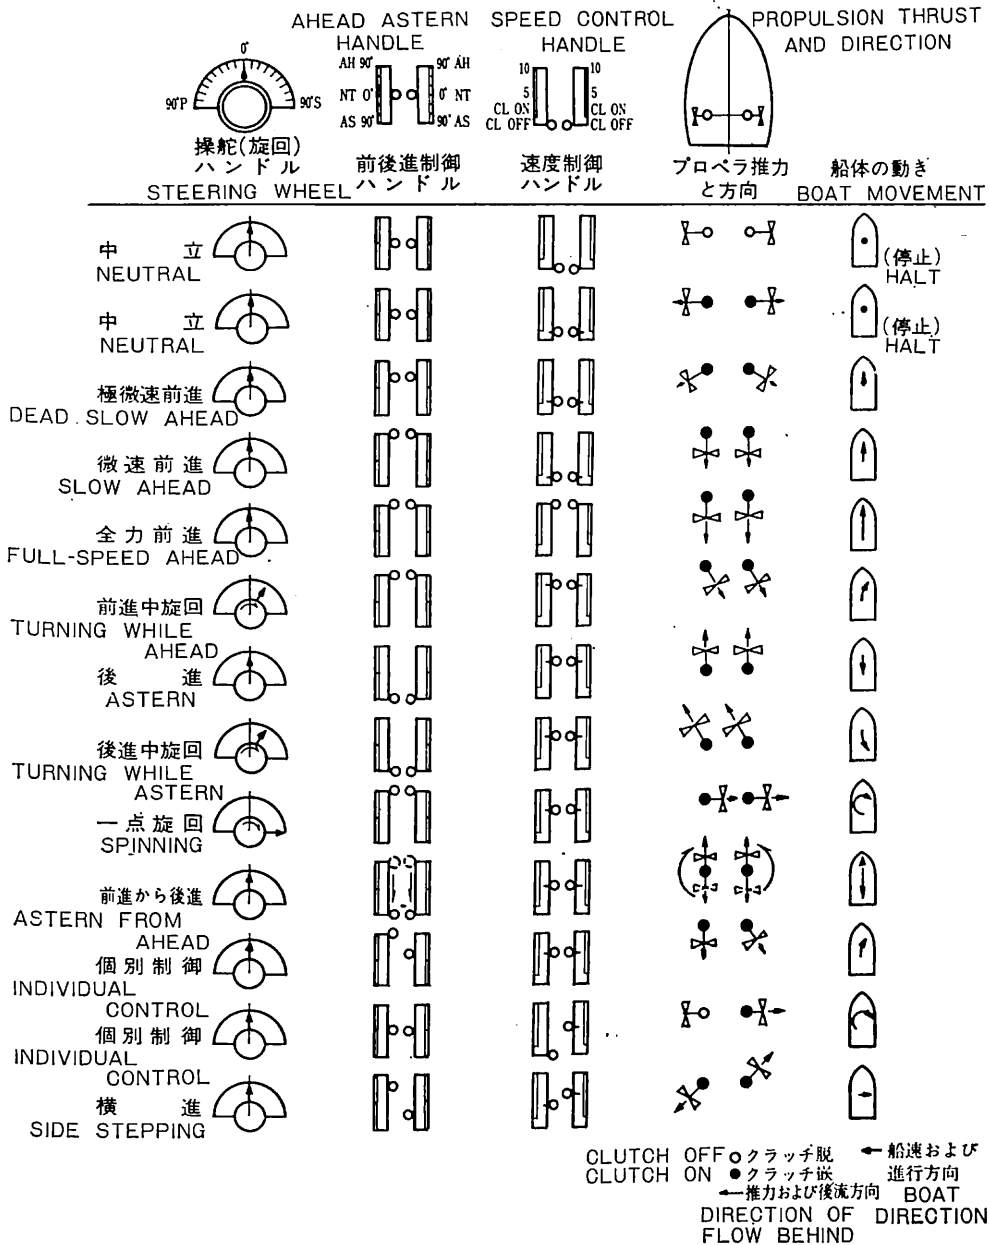 AHEAD ASTERN
HANDLE
SPEED CONTROL
HANDLE
PROPULSION THRUST
AND DIRECTION
0°
90°P
90°S
AH 90°
90° AH
NT 0°
0° NT
AS 90°
90° AS
10
10
5
5
CL ON
CL ON
CL OFF
CL OFF
操舵(旋回)
ハンドル
STEERING WHEEL
前後進制御
ハンドル
速度制御
ハンドル
プロペラ推力
と方向
船体の動き
BOAT MOVEMENT
中立
NEUTRAL
(停止)
HALT
中立
NEUTRAL
(停止)
HALT
極微速前進
DEAD SLOW AHEAD
微速前進
SLOW AHEAD
全力前進
FULL-SPEED AHEAD
前進中旋回
TURNING WHILE
AHEAD
後進
ASTERN
後進中旋回
TURNING WHILE
ASTERN
一点旋回
SPINNING
前進から後進
ASTERN FROM
AHEAD
個別制御
INDIVIDUAL
CONTROL
個別制御
INDIVIDUAL
CONTROL
横進
SIDE STEPPING
CLUTCH OFF クラッチ脱
CLUTCH ON クラッチ嵌
船速および
進行方向
BOAT
DIRECTION
推力および後流方向
DIRECTION OF
FLOW BEHIND